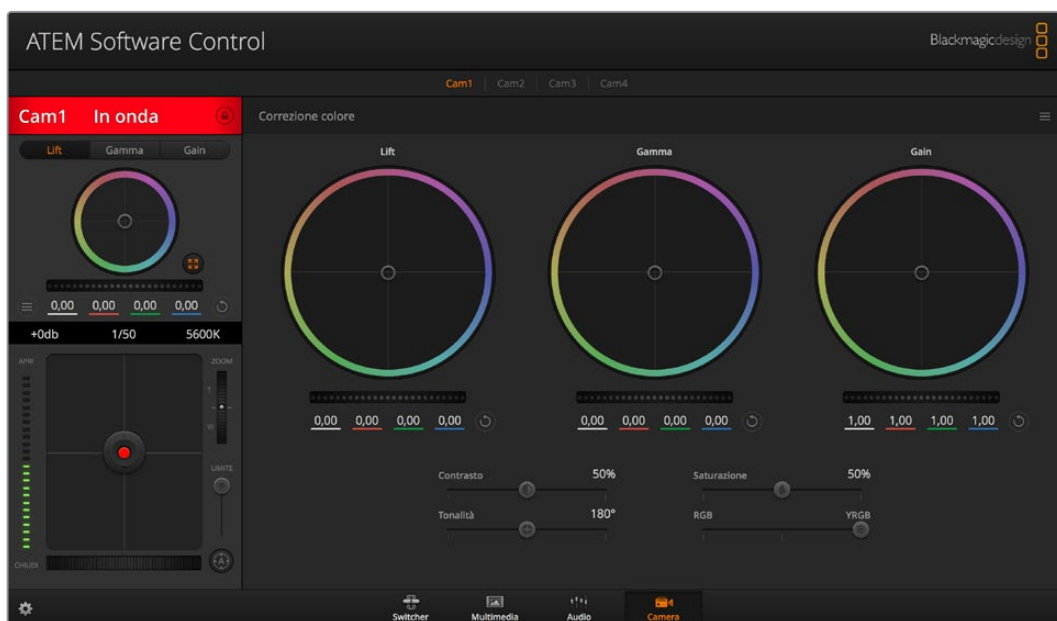 ATEM Software Control
Blackmagicdesign
Cam1 Cam2 Cam3 Cam4
Cam1 In onda
Correzione colore
Lift Gamma Gain
Lift Gamma Gain
0,00 0,00 0,00 0,00
+0db 1/50 5600K
APRI
ZOOM
T
W
LIMITE
A
CHIUDI
0,00 0,00 0,00 0,00
0,00 0,00 0,00 0,00
1,00 1,00 1,00 1,00
Contrasto 50%
Saturazione 50%
Tonalità 180°
RGB YRGB
Switcher Multimedia Audio Camera